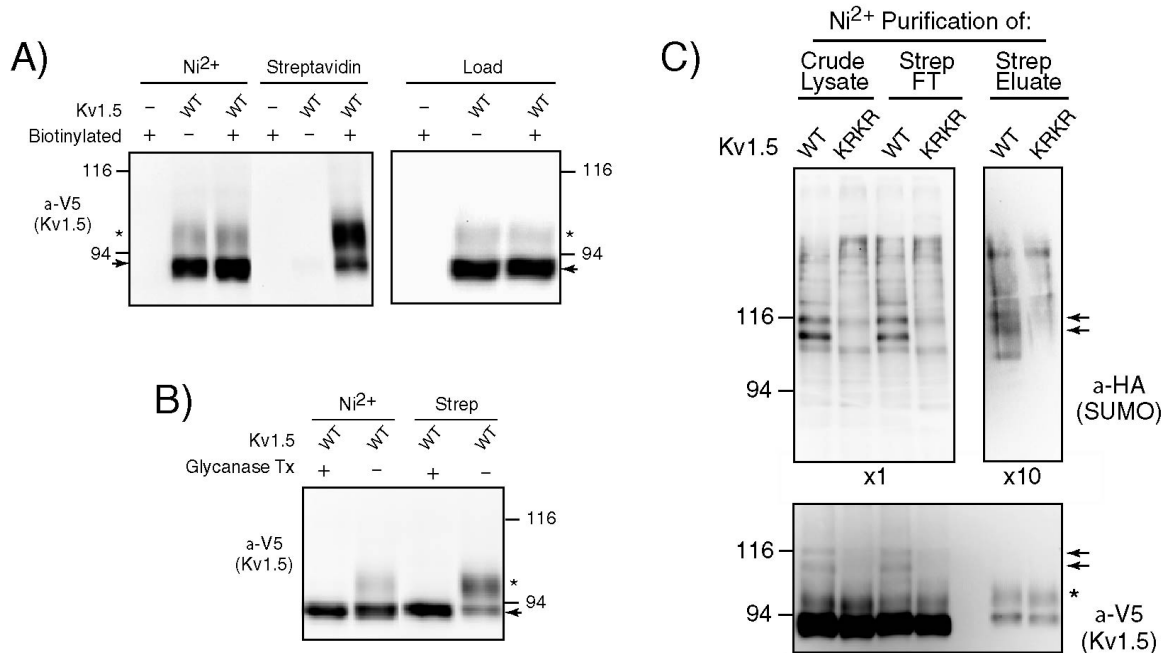 A)
Ni2+ Streptavidin Load
Kv1.5 – WT WT – WT WT – WT WT
Biotinylated + – + + – + + – +
a-V5
(Kv1.5)
116 116
* *
94 94
B)
Ni2+ Strep
Kv1.5 WT WT WT WT
Glycanase Tx + – + –
a-V5
(Kv1.5)
116
*
94
C)
Ni2+ Purification of:
Crude Lysate Strep FT Strep Eluate
Kv1.5 WT KRKR WT KRKR WT KRKR
116
94
a-HA
(SUMO)
x1 x10
116
94
*
a-V5
(Kv1.5)